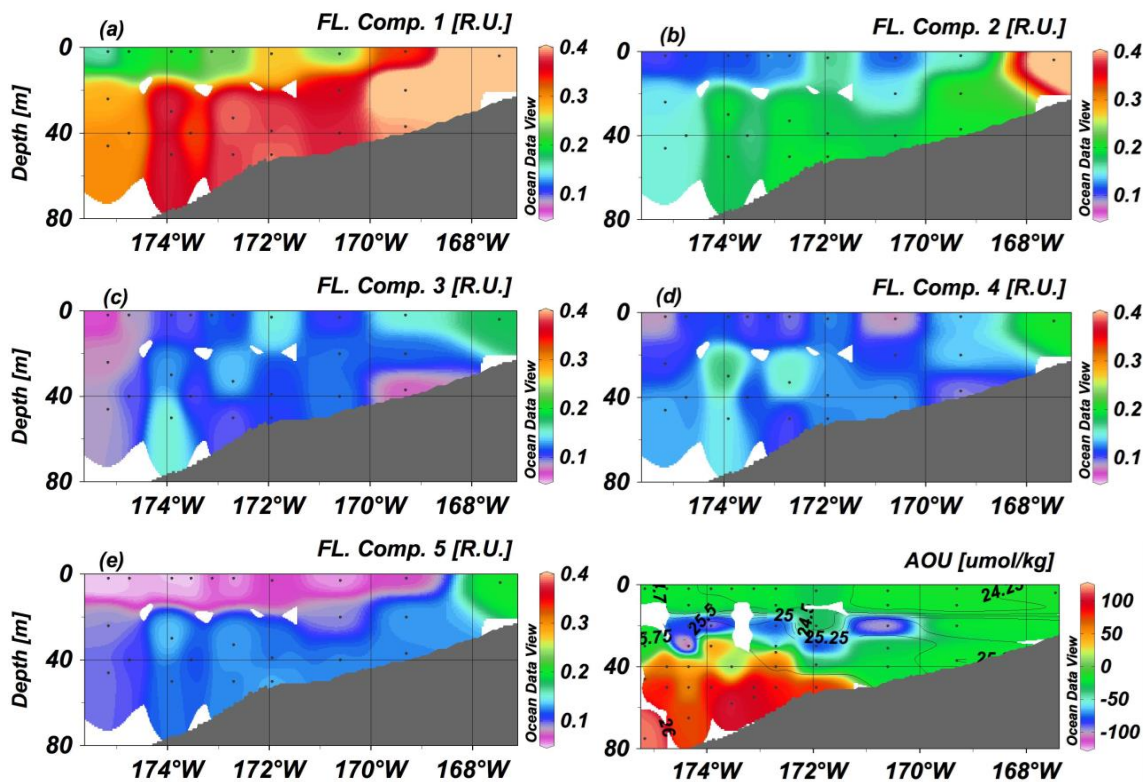 (a) FL. Comp. 1 [R.U.]
0
40
80
Depth [m]
174°W 172°W 170°W 168°W
0.4
0.3
0.2
0.1
Ocean Data View
(b) FL. Comp. 2 [R.U.]
0
40
80
174°W 172°W 170°W 168°W
0.4
0.3
0.2
0.1
Ocean Data View
(c) FL. Comp. 3 [R.U.]
0
40
80
Depth [m]
174°W 172°W 170°W 168°W
0.4
0.3
0.2
0.1
Ocean Data View
(d) FL. Comp. 4 [R.U.]
0
40
80
174°W 172°W 170°W 168°W
0.4
0.3
0.2
0.1
Ocean Data View
(e) FL. Comp. 5 [R.U.]
0
40
80
Depth [m]
174°W 172°W 170°W 168°W
0.4
0.3
0.2
0.1
Ocean Data View
AOU [umol/kg]
0
40
80
24.25
25.5
25.25
5.75
25
26
174°W 172°W 170°W 168°W
100
50
0
-50
-100
Ocean Data View